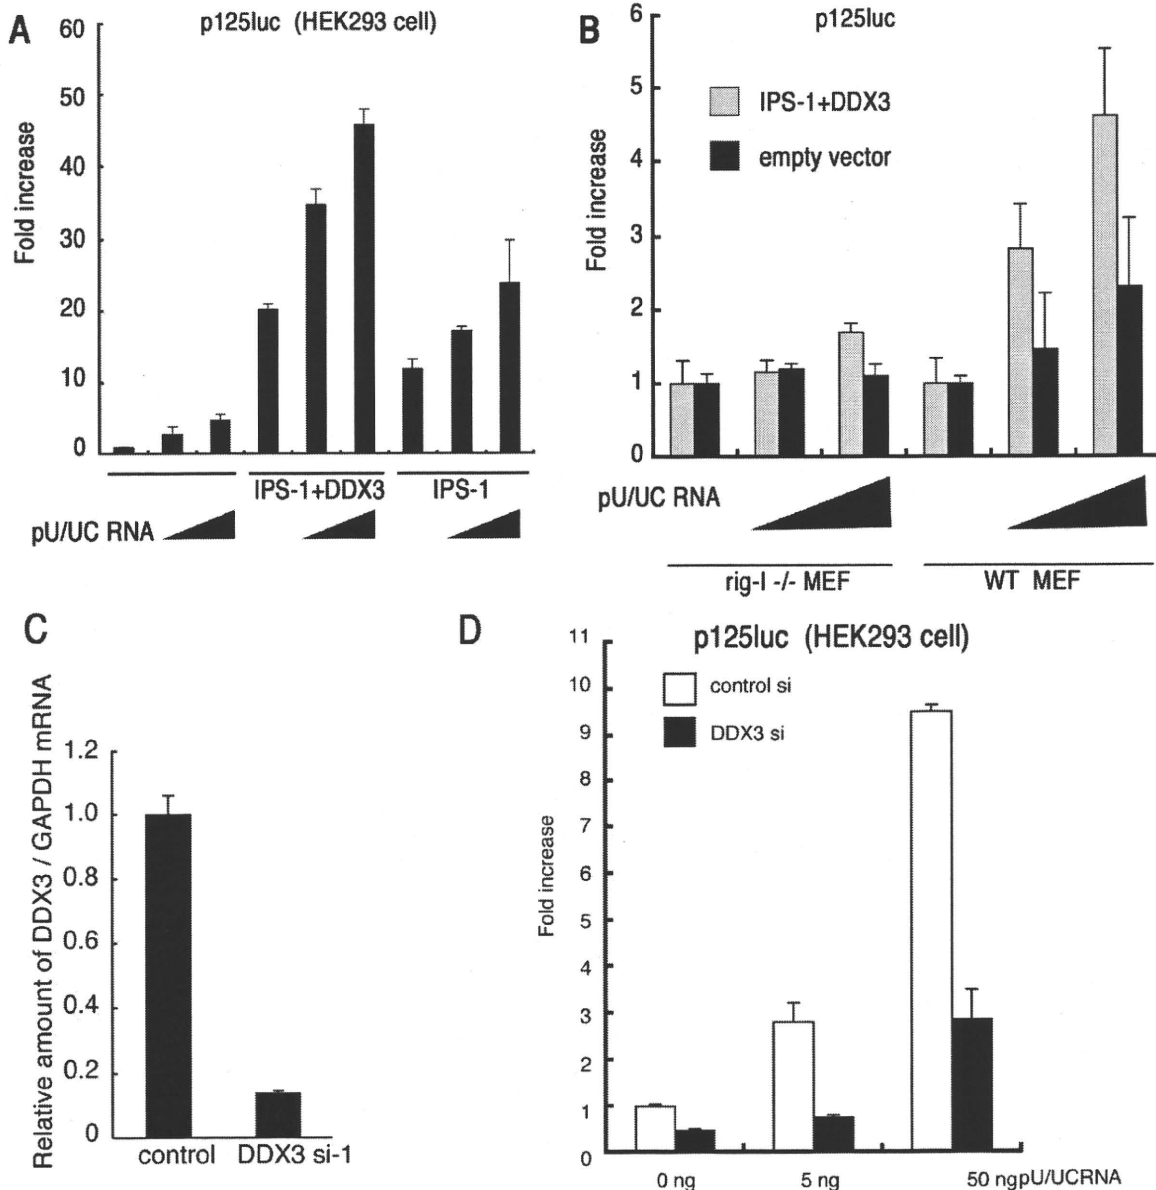 A
p125luc (HEK293 cell)
Fold increase
60
50
40
30
20
10
0
IPS-1+DDX3
IPS-1
pU/UC RNA
B
p125luc
IPS-1+DDX3
empty vector
Fold increase
6
5
4
3
2
1
0
pU/UC RNA
rig-I -/- MEF
WT MEF
C
Relative amount of DDX3 / GAPDH mRNA
1.2
1.0
0.8
0.6
0.4
0.2
0
control
DDX3 si-1
D
p125luc (HEK293 cell)
control si
DDX3 si
Fold increase
11
10
9
8
7
6
5
4
3
2
1
0
0 ng
5 ng
50 ngpU/UCRNA